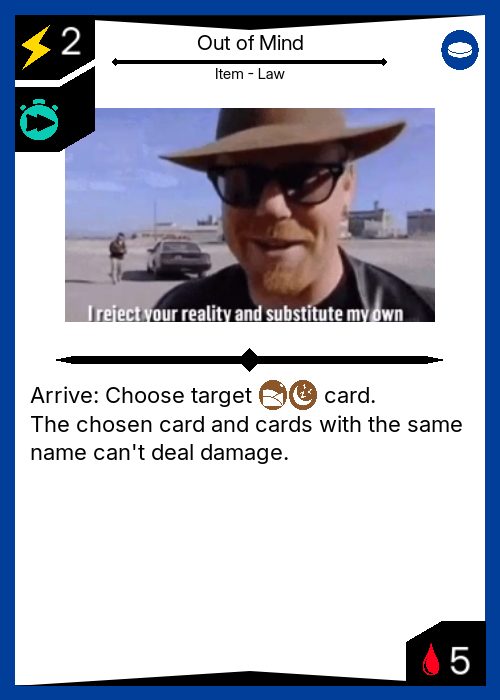 2
Out of Mind
Item - Law
I reject your reality and substitute my own
Arrive: Choose target card.
The chosen card and cards with the same
name can't deal damage.
5